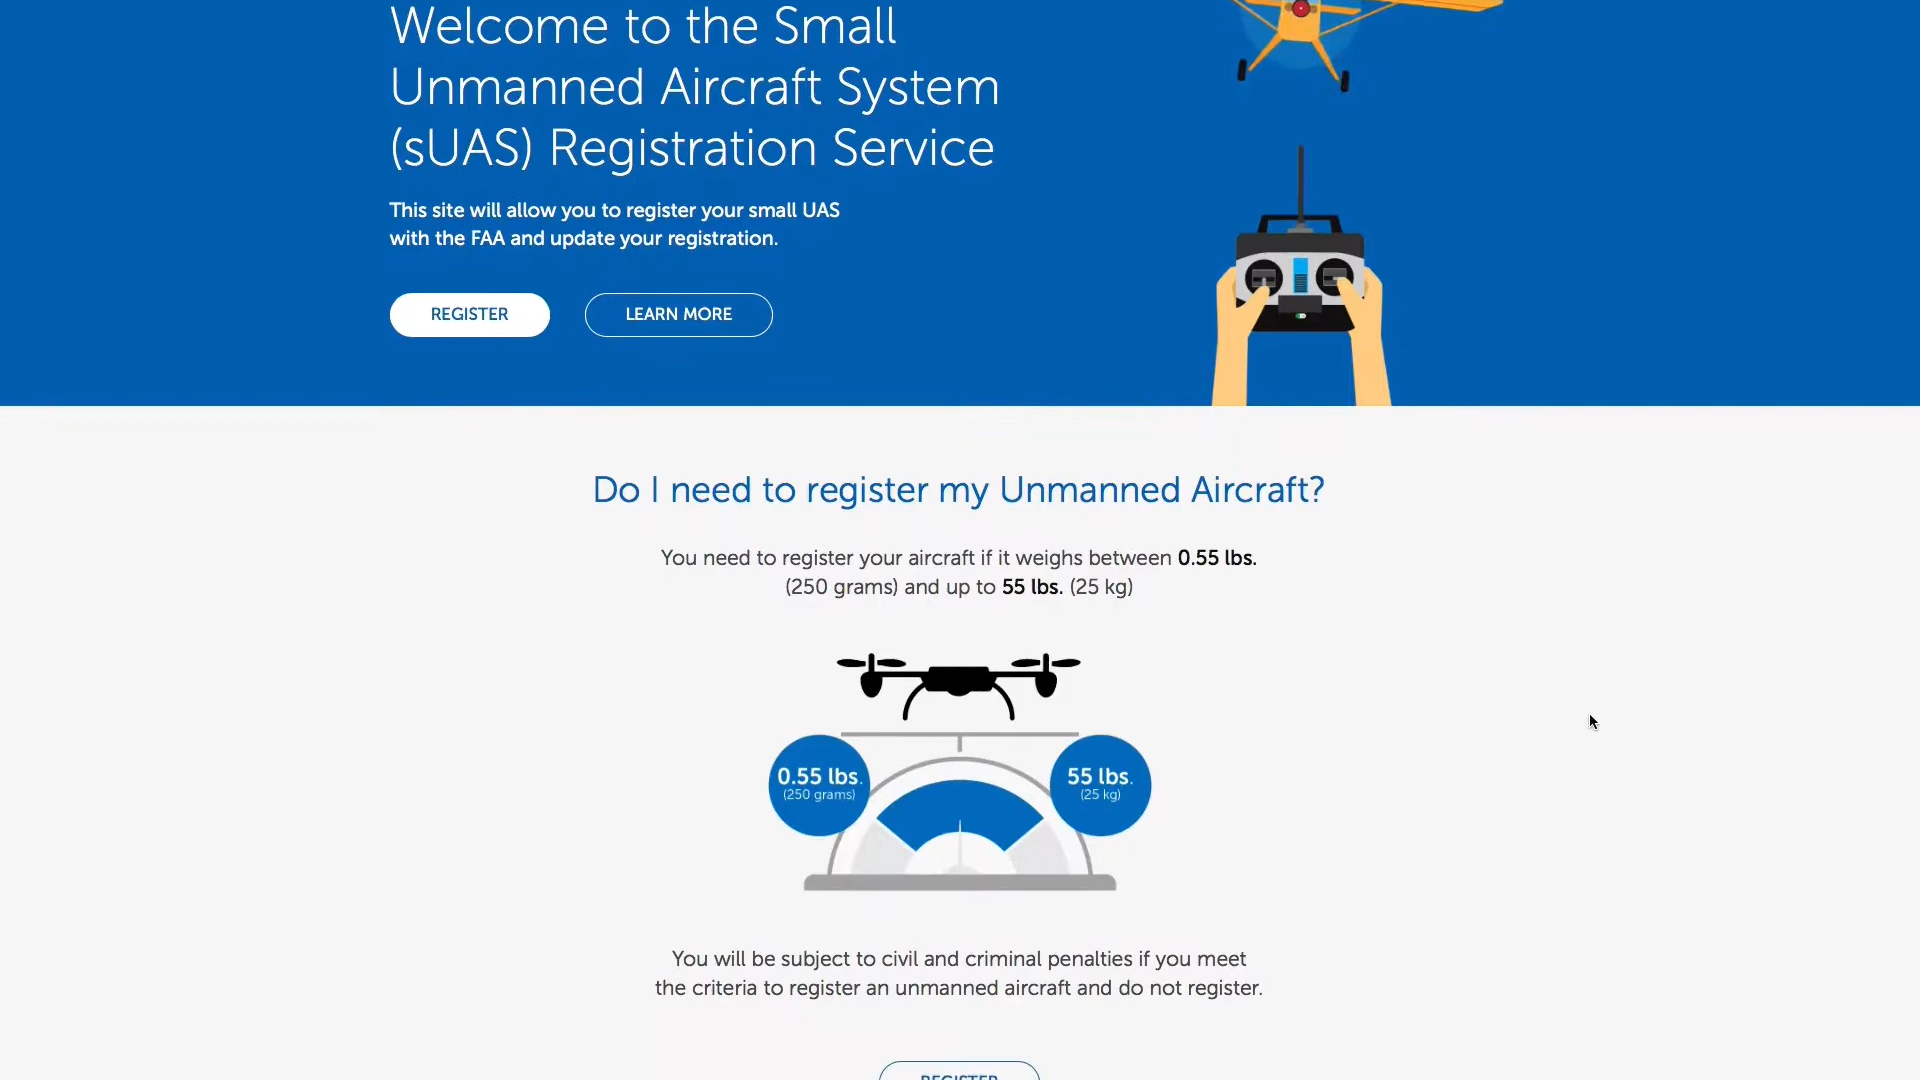 Welcome to the Small
Unmanned Aircraft System
(sUAS) Registration Service
This site will allow you to register your small UAS
with the FAA and update your registration.
REGISTER
LEARN MORE
Do I need to register my Unmanned Aircraft?
You need to register your aircraft if it weighs between 0.55 lbs.
(250 grams) and up to 55 lbs. (25 kg)
0.55 lbs.
(250 grams)
55 lbs.
(25 kg)
You will be subject to civil and criminal penalties if you meet
the criteria to register an unmanned aircraft and do not register.
REGISTER